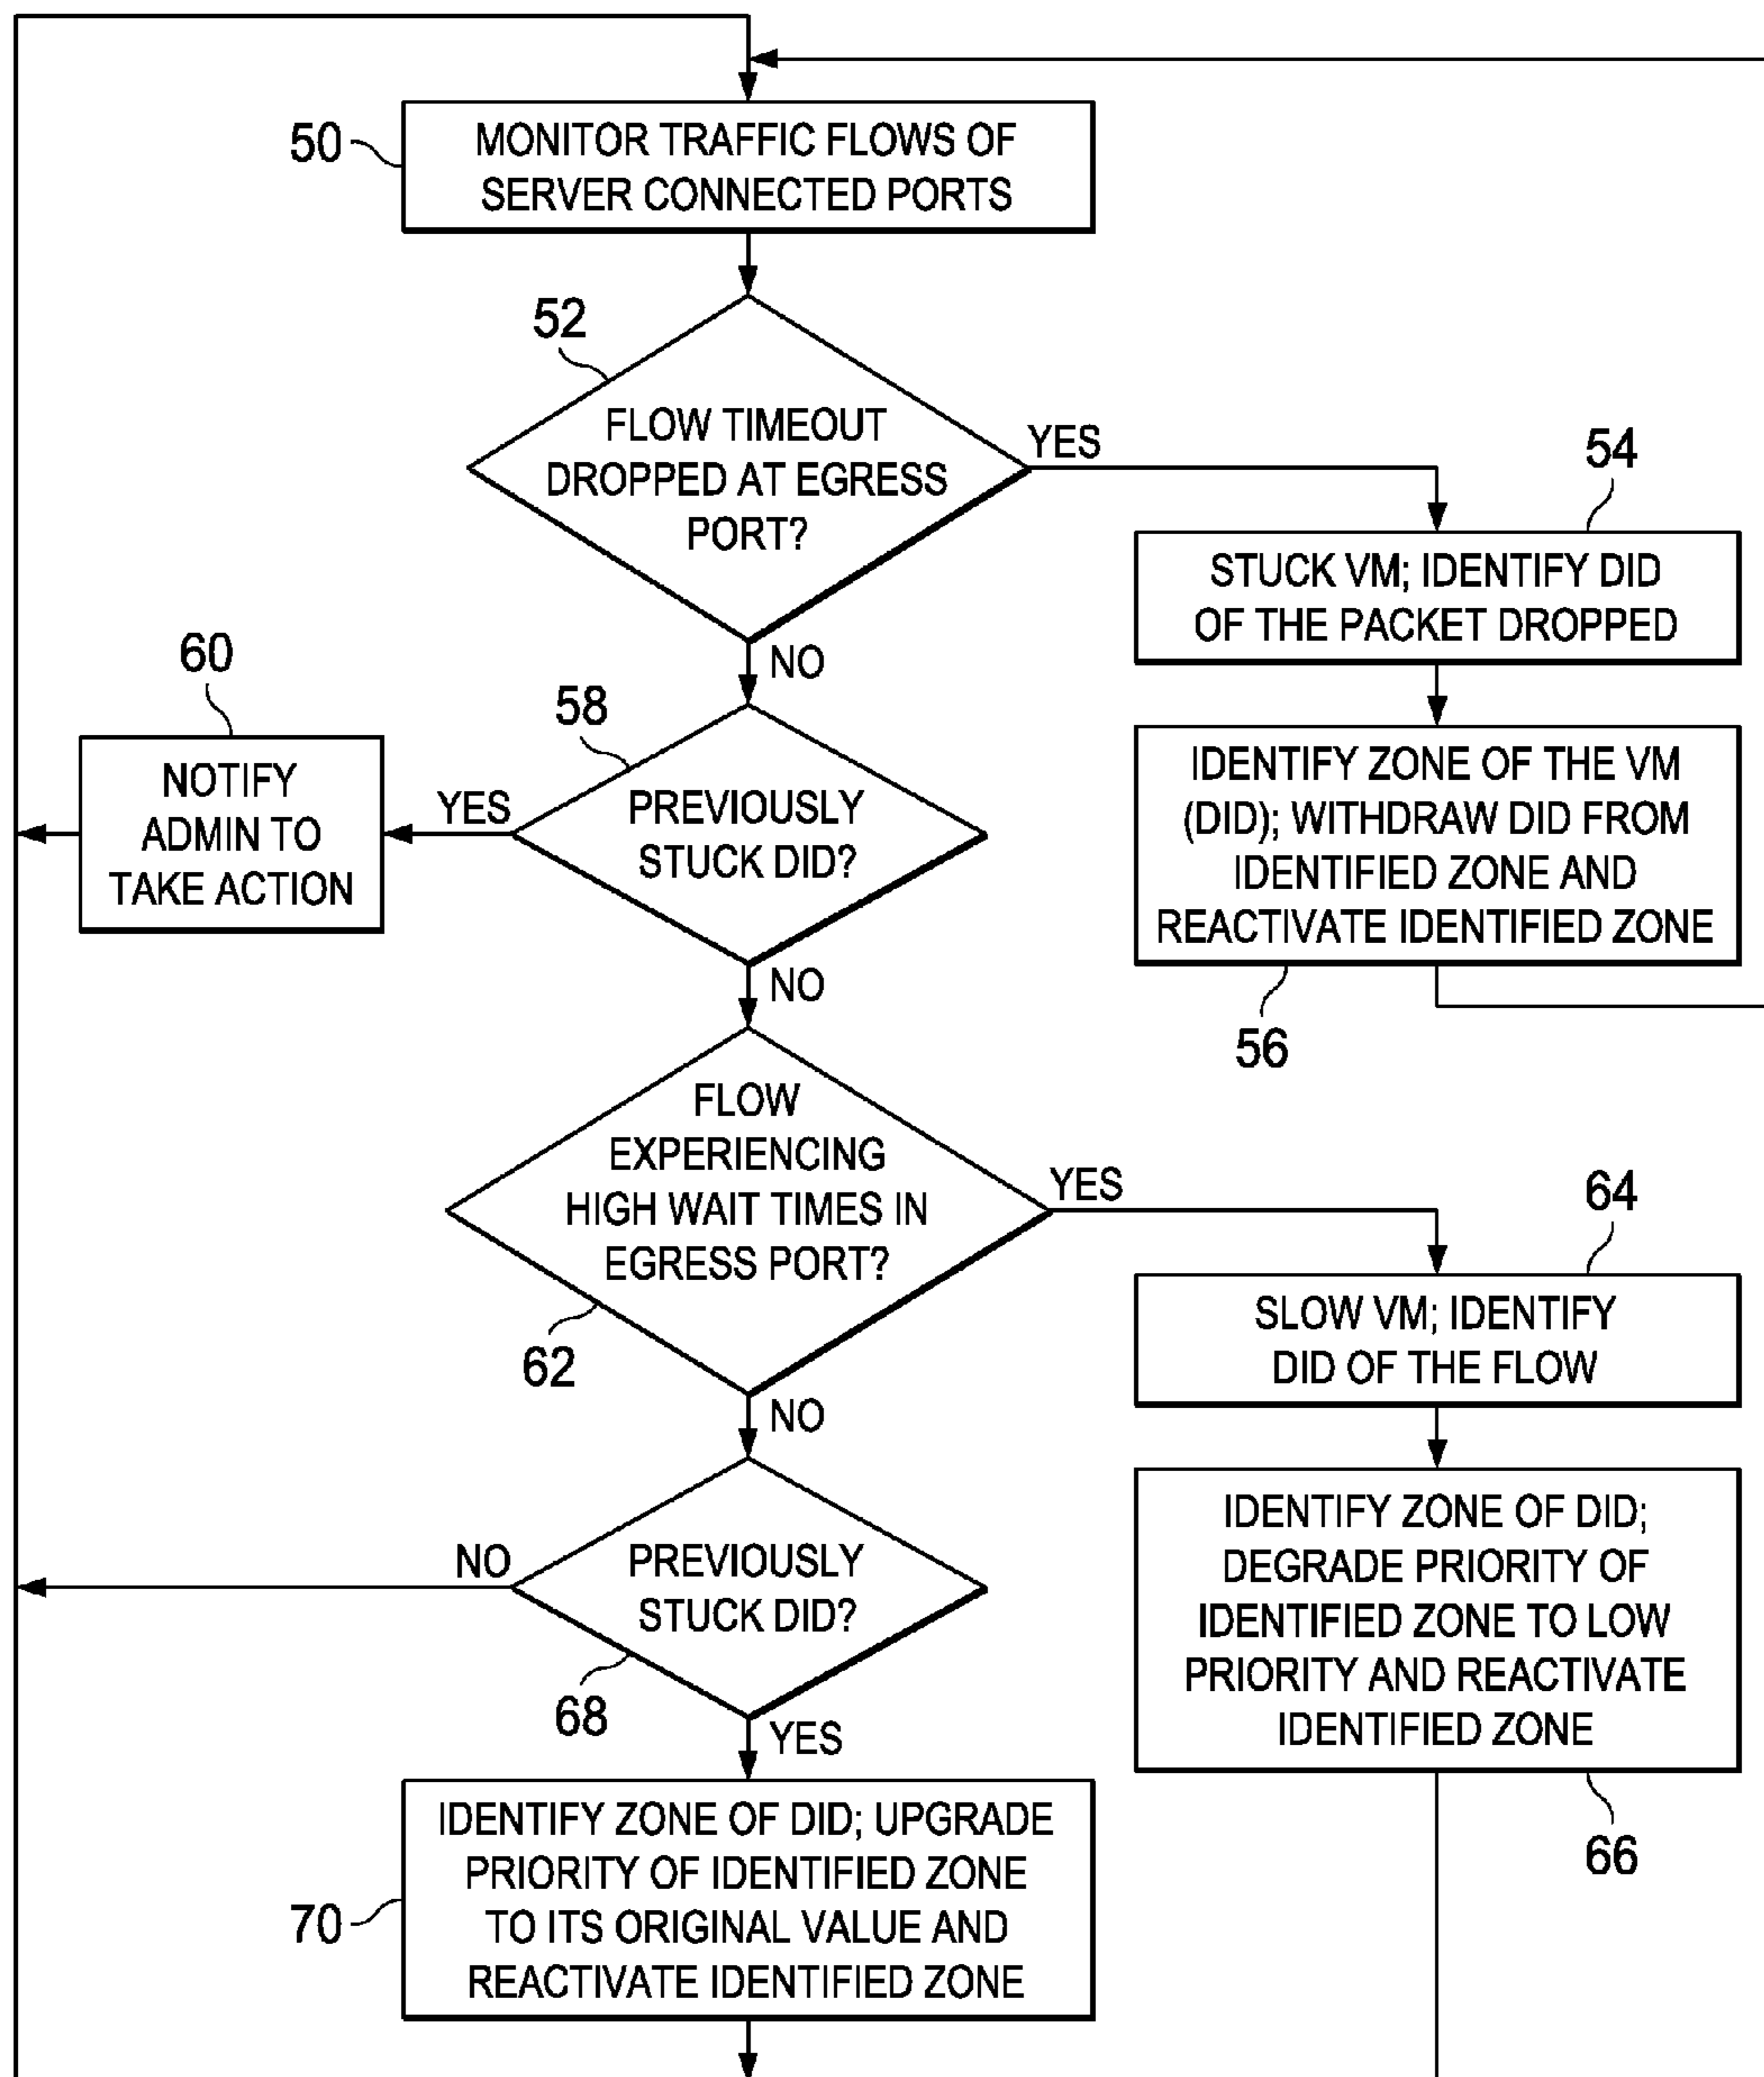 50
MONITOR TRAFFIC FLOWS OF
SERVER CONNECTED PORTS
52
FLOW TIMEOUT
DROPPED AT EGRESS
PORT?
YES
NO
54
STUCK VM; IDENTIFY DID
OF THE PACKET DROPPED
IDENTIFY ZONE OF THE VM
(DID); WITHDRAW DID FROM
IDENTIFIED ZONE AND
REACTIVATE IDENTIFIED ZONE
56
58
PREVIOUSLY
STUCK DID?
YES
NO
60
NOTIFY
ADMIN TO
TAKE ACTION
FLOW
EXPERIENCING
HIGH WAIT TIMES IN
EGRESS PORT?
62
YES
NO
64
SLOW VM; IDENTIFY
DID OF THE FLOW
IDENTIFY ZONE OF DID;
DEGRADE PRIORITY OF
IDENTIFIED ZONE TO LOW
PRIORITY AND REACTIVATE
IDENTIFIED ZONE
66
NO
PREVIOUSLY
STUCK DID?
68
YES
70
IDENTIFY ZONE OF DID; UPGRADE
PRIORITY OF IDENTIFIED ZONE
TO ITS ORIGINAL VALUE AND
REACTIVATE IDENTIFIED ZONE